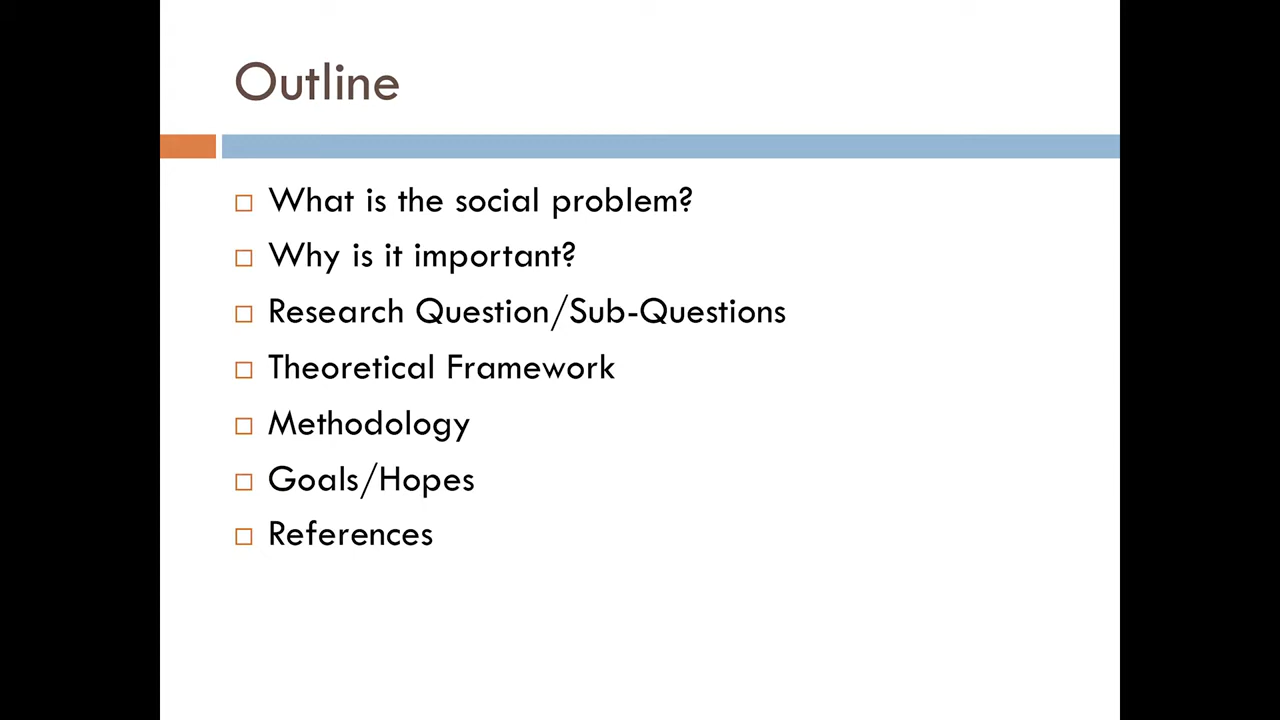 Outline
What is the social problem?
Why is it important?
Research Question/Sub-Questions
Theoretical Framework
Methodology
Goals/Hopes
References